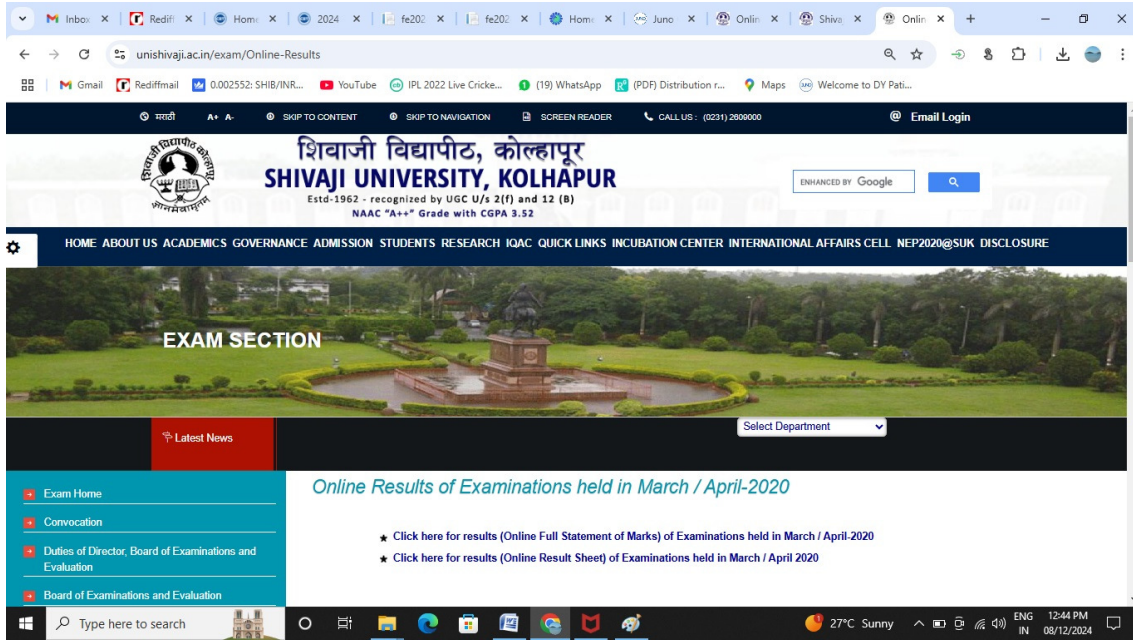 Inbox
Rediff
Home
2024
fe202
fe202
Home
Juno
Onlin
Shivaj
Onlin
unishivaji.ac.in/exam/Online-Results
Gmail
Rediffmail
0.002552: SHIB/INR...
YouTube
IPL 2022 Live Cricke...
(19) WhatsApp
(PDF) Distribution r...
Maps
Welcome to DY Pati...
मराठी A+ A- SKIP TO CONTENT SKIP TO NAVIGATION SCREEN READER CALL US : (0231) 2609000 @ Email Login
शिवाजी विद्यापीठ, कोल्हापूर
SHIVAJI UNIVERSITY, KOLHAPUR
Estd-1962 - recognized by UGC U/s 2(f) and 12 (B)
NAAC "A++" Grade with CGPA 3.52
ENHANCED BY Google
HOME ABOUT US ACADEMICS GOVERNANCE ADMISSION STUDENTS RESEARCH IQAC QUICK LINKS INCUBATION CENTER INTERNATIONAL AFFAIRS CELL NEP2020@SUK DISCLOSURE
EXAM SECTION
Latest News
Select Department
Exam Home
Convocation
Duties of Director, Board of Examinations and
Evaluation
Board of Examinations and Evaluation
Online Results of Examinations held in March / April-2020
Click here for results (Online Full Statement of Marks) of Examinations held in March / April-2020
Click here for results (Online Result Sheet) of Examinations held in March / April 2020
Type here to search
27°C Sunny
ENG
IN
12:44 PM
08/12/2024